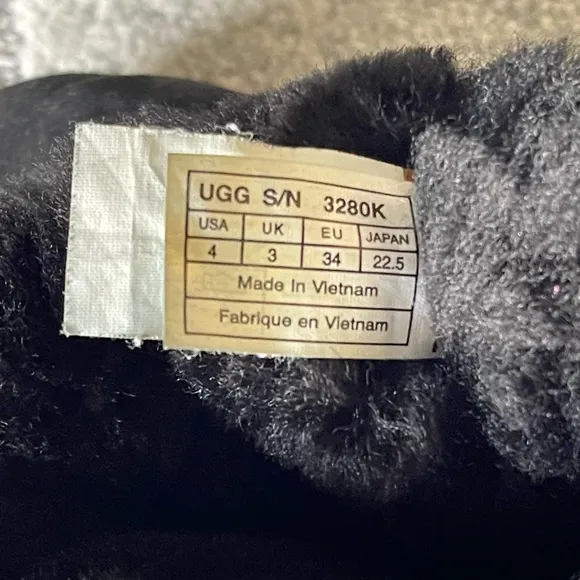 UGG S/N 3280K
USA UK EU JAPAN
4 3 34 22.5
Made In Vietnam
Fabrique en Vietnam